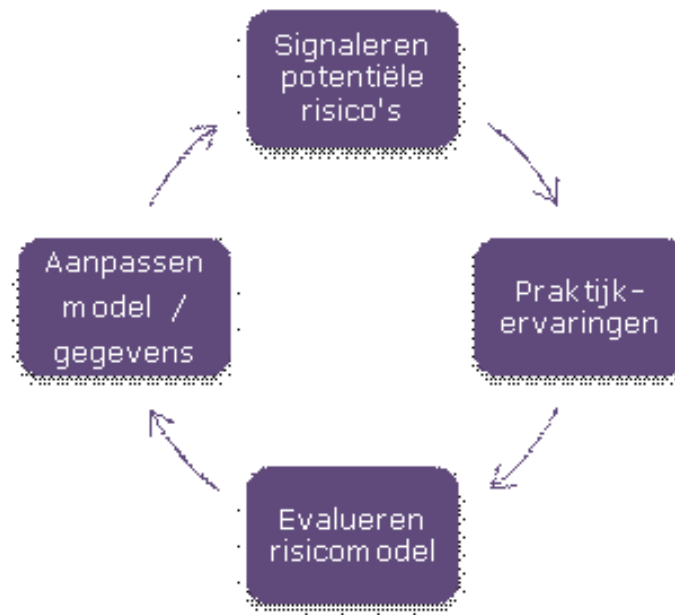 Signaleren
potentiële
risico's
Praktijk-
ervaringen
Evalueren
risicomodel
Aanpassen
model /
gegevens